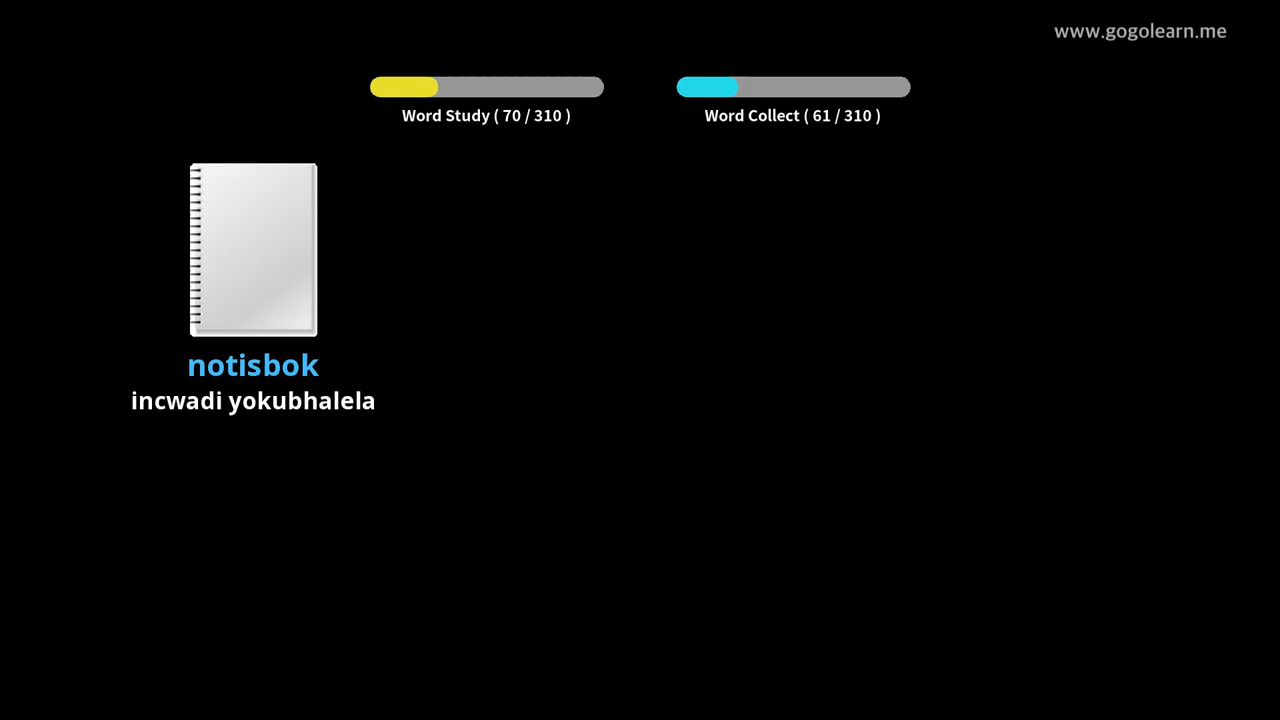 www.gogolearn.me
Word Study ( 70 / 310 )
Word Collect ( 61 / 310 )
notisbok
incwadi yokubhalela